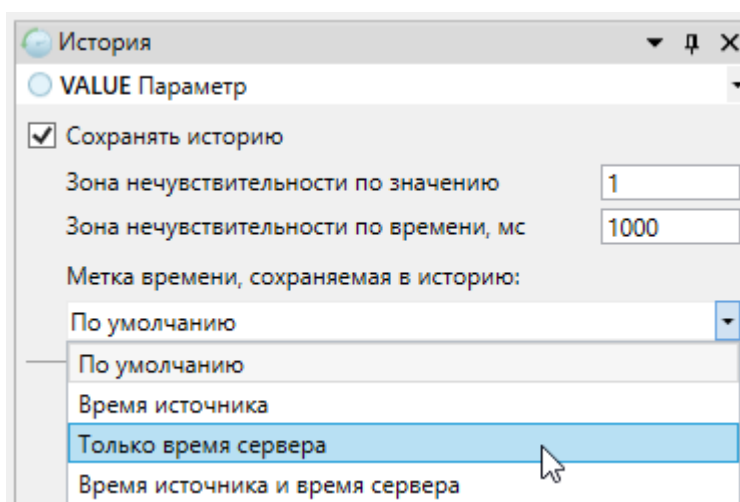 История
VALUE Параметр
Сохранять историю
Зона нечувствительности по значению 1
Зона нечувствительности по времени, мс 1000
Метка времени, сохраняемая в историю:
По умолчанию
По умолчанию
Время источника
Только время сервера
Время источника и время сервера